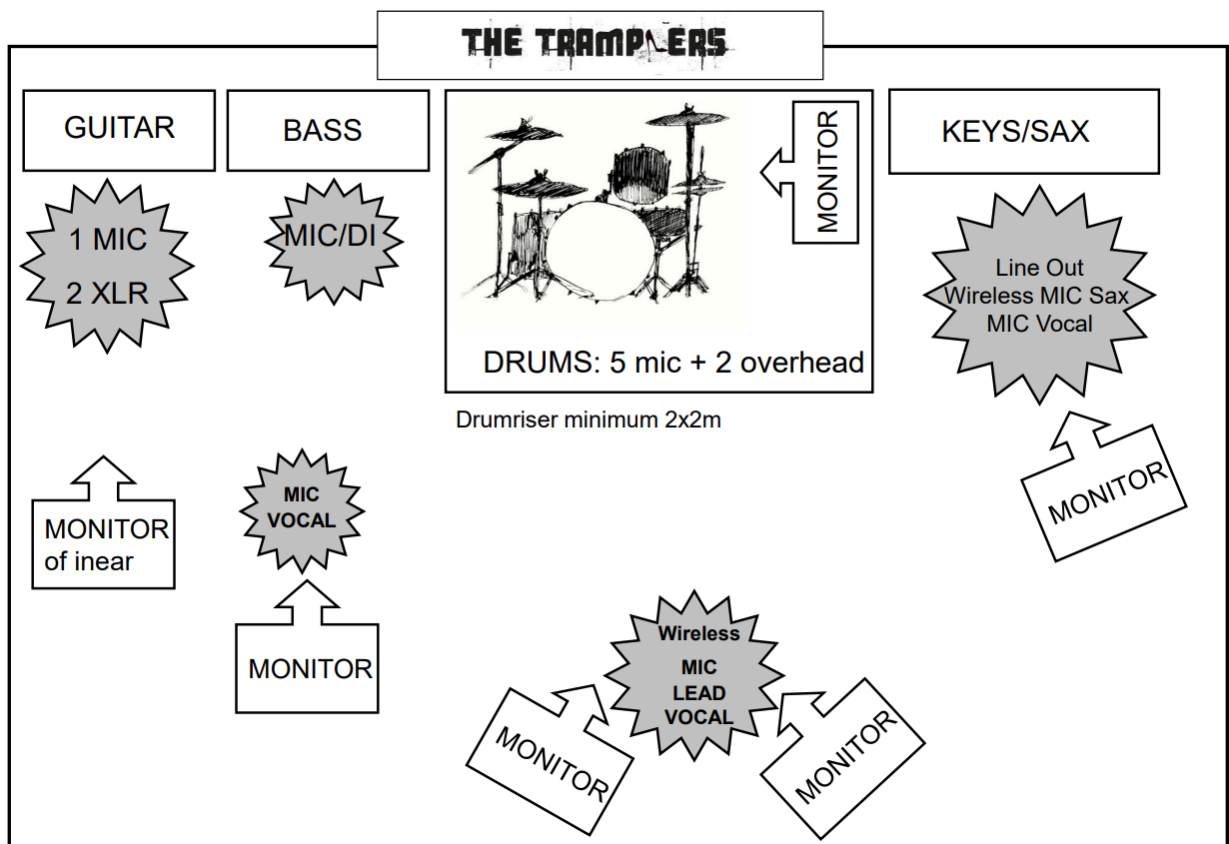 THE TRAMPLERS
GUITAR
BASS
MONITOR
KEYS/SAX
1 MIC
2 XLR
MIC/DI
Line Out
Wireless MIC Sax
MIC Vocal
DRUMS: 5 mic + 2 overhead
Drumriser minimum 2x2m
MONITOR
MONITOR
of inear
MIC
VOCAL
MONITOR
Wireless
MIC
LEAD
VOCAL
MONITOR
MONITOR